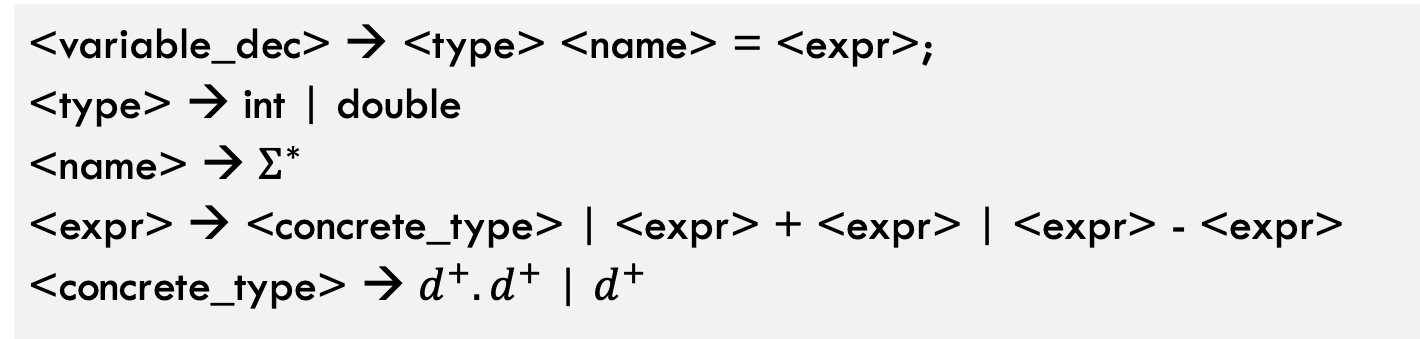 <variable_dec> → <type> <name> = <expr>;
<type> → int | double
<name> → Σ*
<expr> → <concrete_type> | <expr> + <expr> | <expr> - <expr>
<concrete_type> → d⁺.d⁺ | d⁺